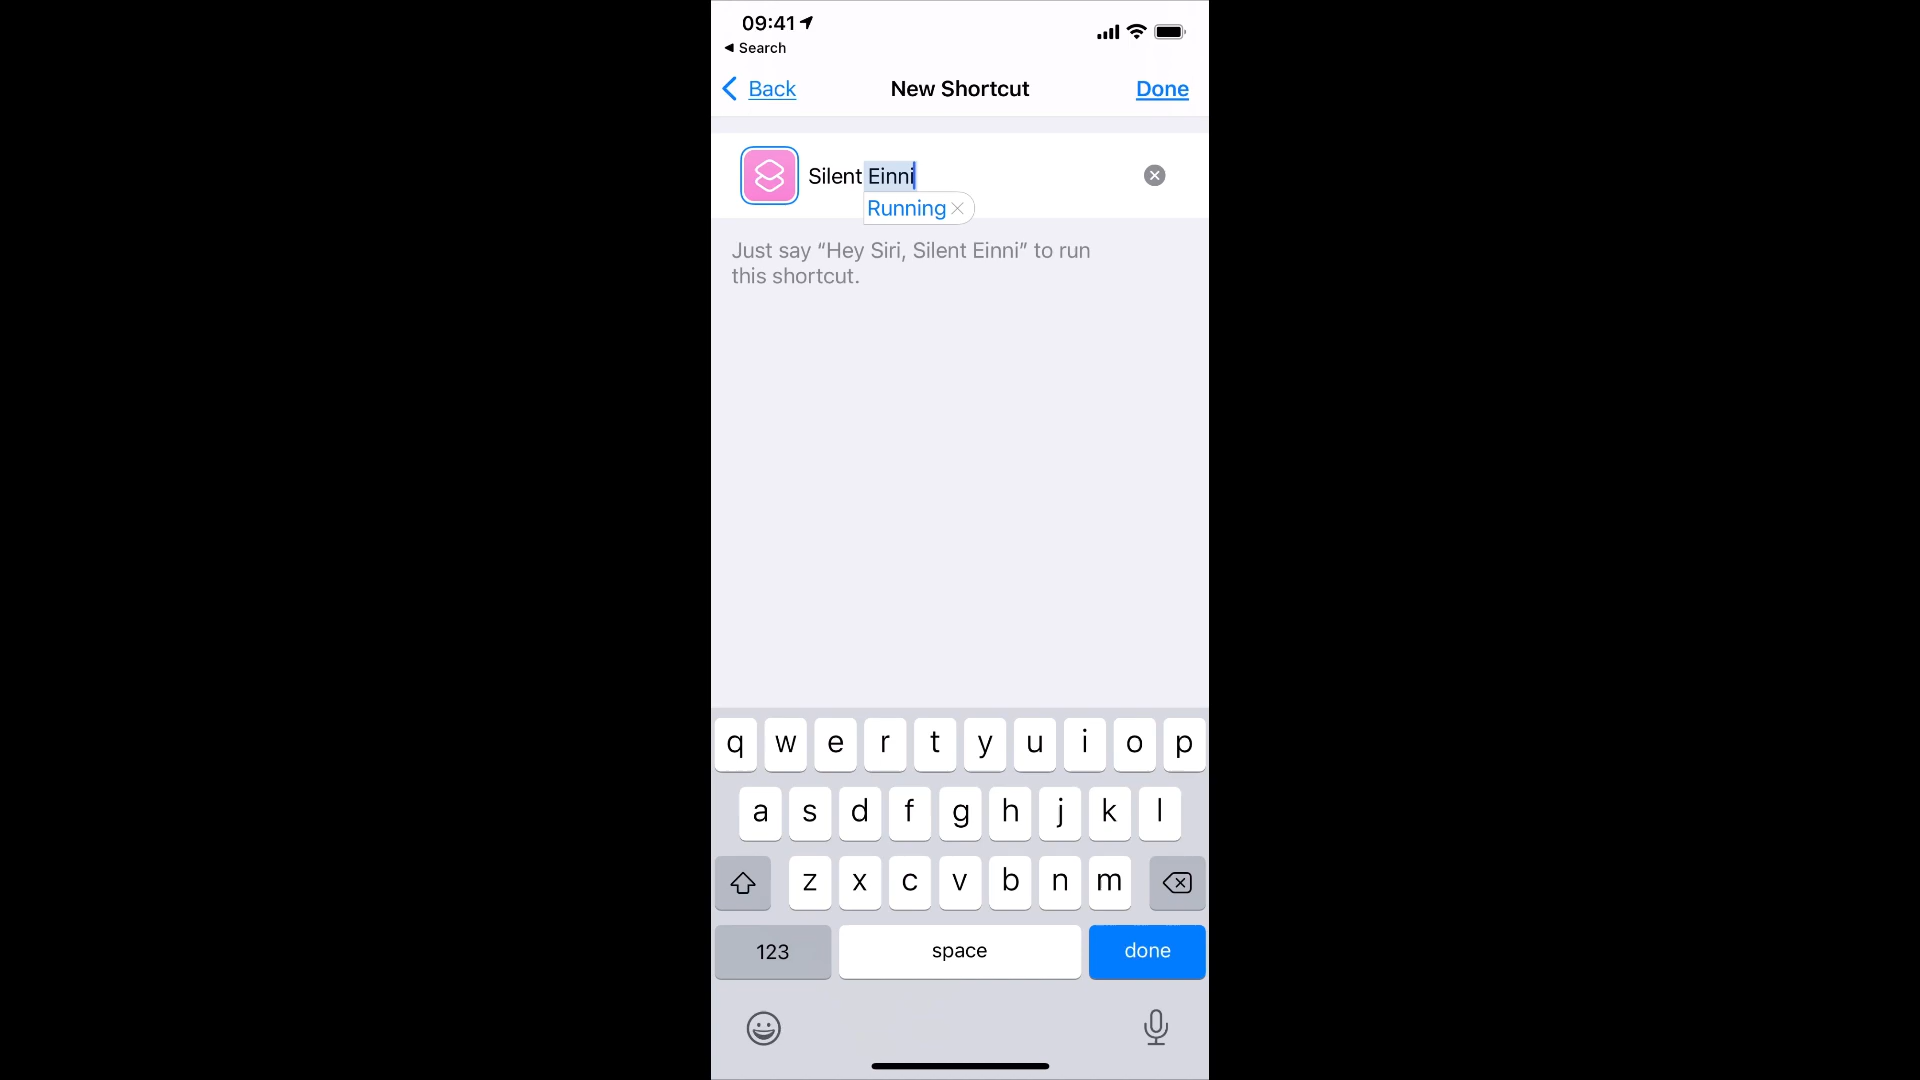 09:41
Search
Back
New Shortcut
Done
Silent Einni
Running
Just say “Hey Siri, Silent Einni” to run
this shortcut.
q w e r t y u i o p
a s d f g h j k l
z x c v b n m
123
space
done